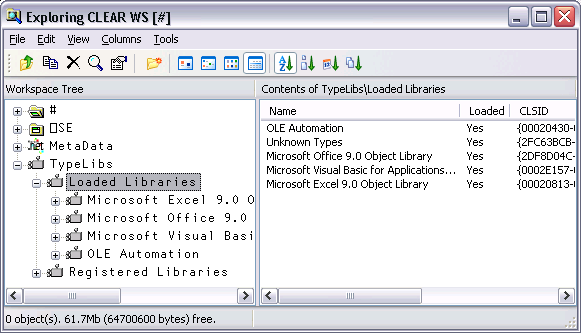 Exploring CLEAR WS [#]
File Edit View Columns Tools
Workspace Tree
#
⎕SE
MetaData
TypeLibs
Loaded Libraries
Microsoft Excel 9.0 O
Microsoft Office 9.0
Microsoft Visual Basi
OLE Automation
Registered Libraries
Contents of TypeLibs\Loaded Libraries
Name Loaded CLSID
OLE Automation Yes {00020430-
Unknown Types Yes {2FC63BCB-
Microsoft Office 9.0 Object Library Yes {2DF8D04C-
Microsoft Visual Basic for Applications... Yes {0002E157-
Microsoft Excel 9.0 Object Library Yes {00020813-
0 object(s). 61.7Mb (64700600 bytes) free.